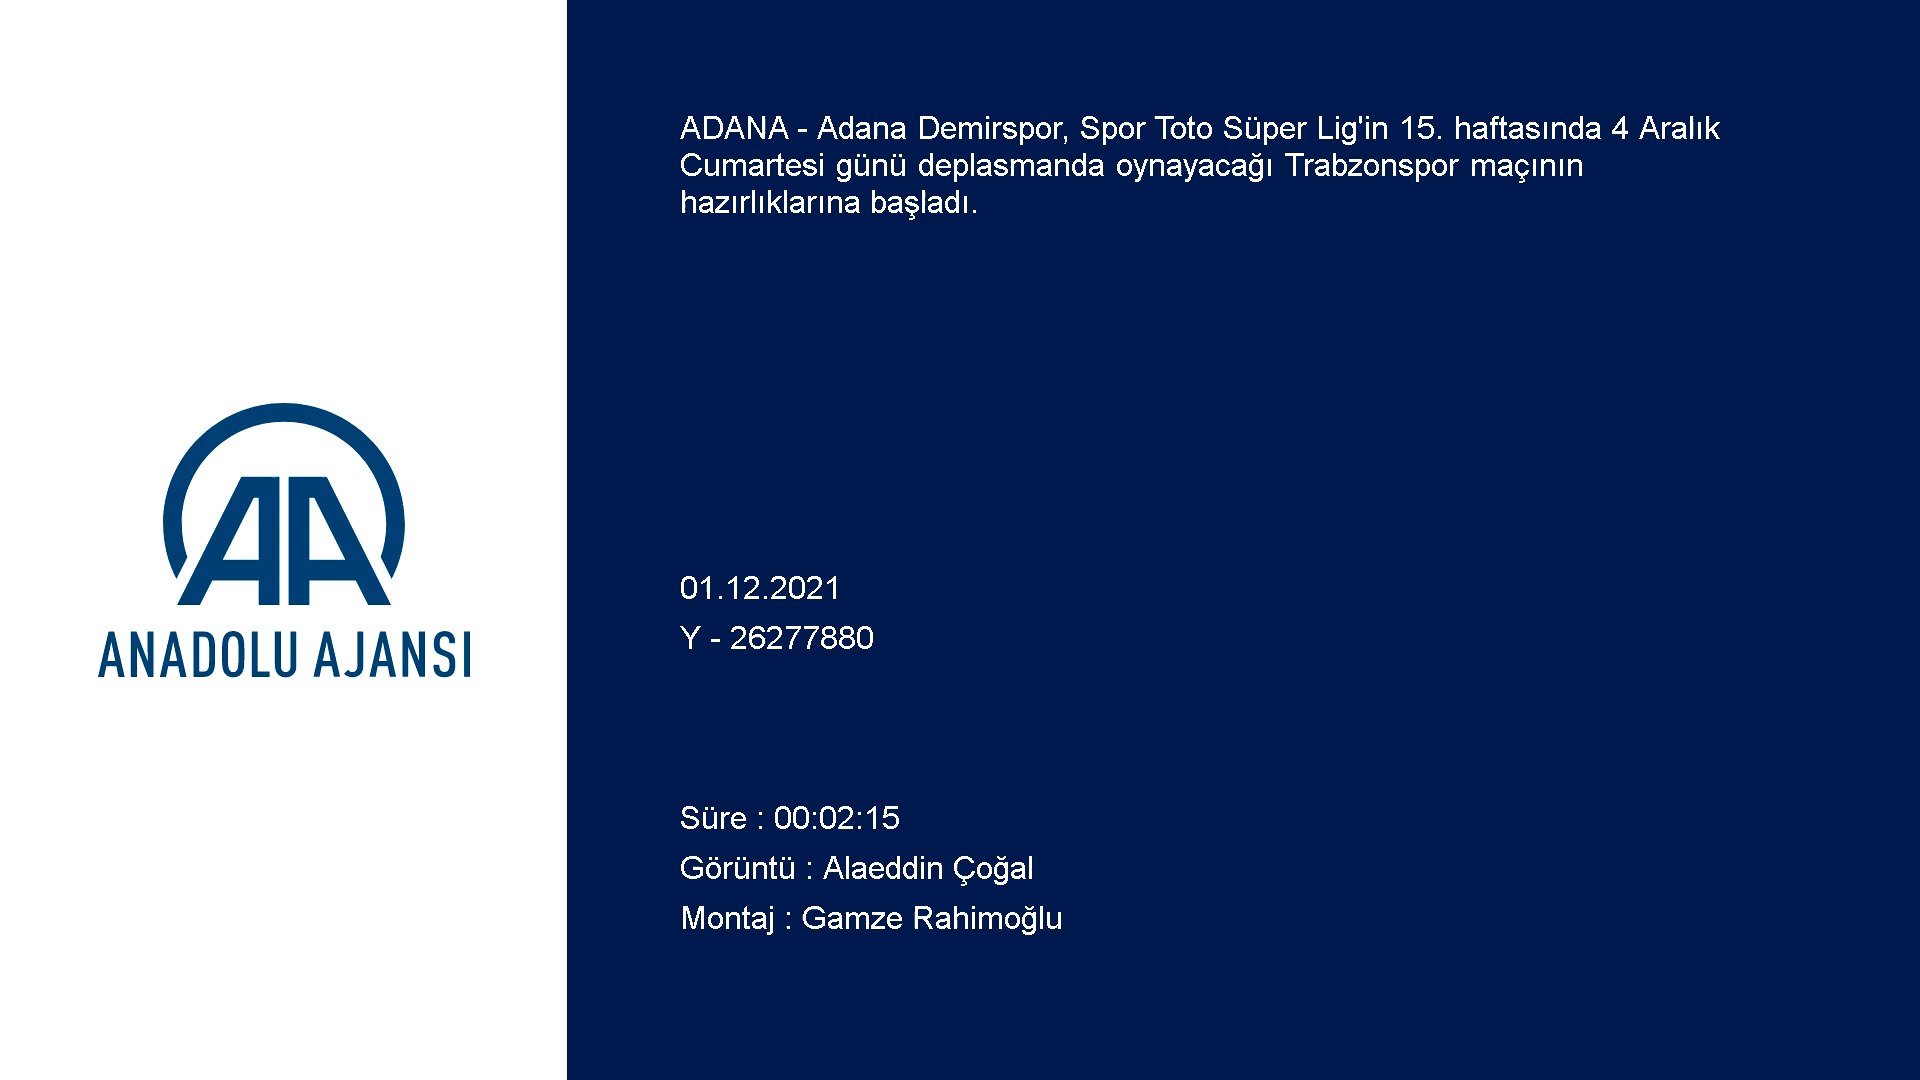 ADANA - Adana Demirspor, Spor Toto Süper Lig'in 15. haftasında 4 Aralık
Cumartesi günü deplasmanda oynayacağı Trabzonspor maçının
hazırlıklarına başladı.
AA
ANADOLU AJANSI
01.12.2021
Y - 26277880
Süre : 00:02:15
Görüntü : Alaeddin Çoğal
Montaj : Gamze Rahimoğlu